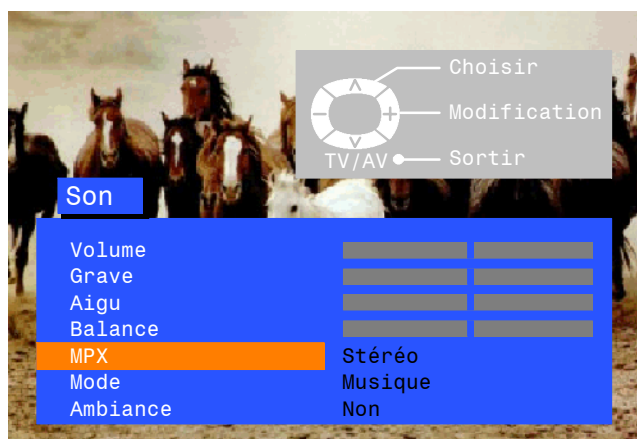 Choisir
- + Modification
TV/AV Sortir
Son
Volume
Grave
Aigu
Balance
MPX Stéréo
Mode Musique
Ambiance Non